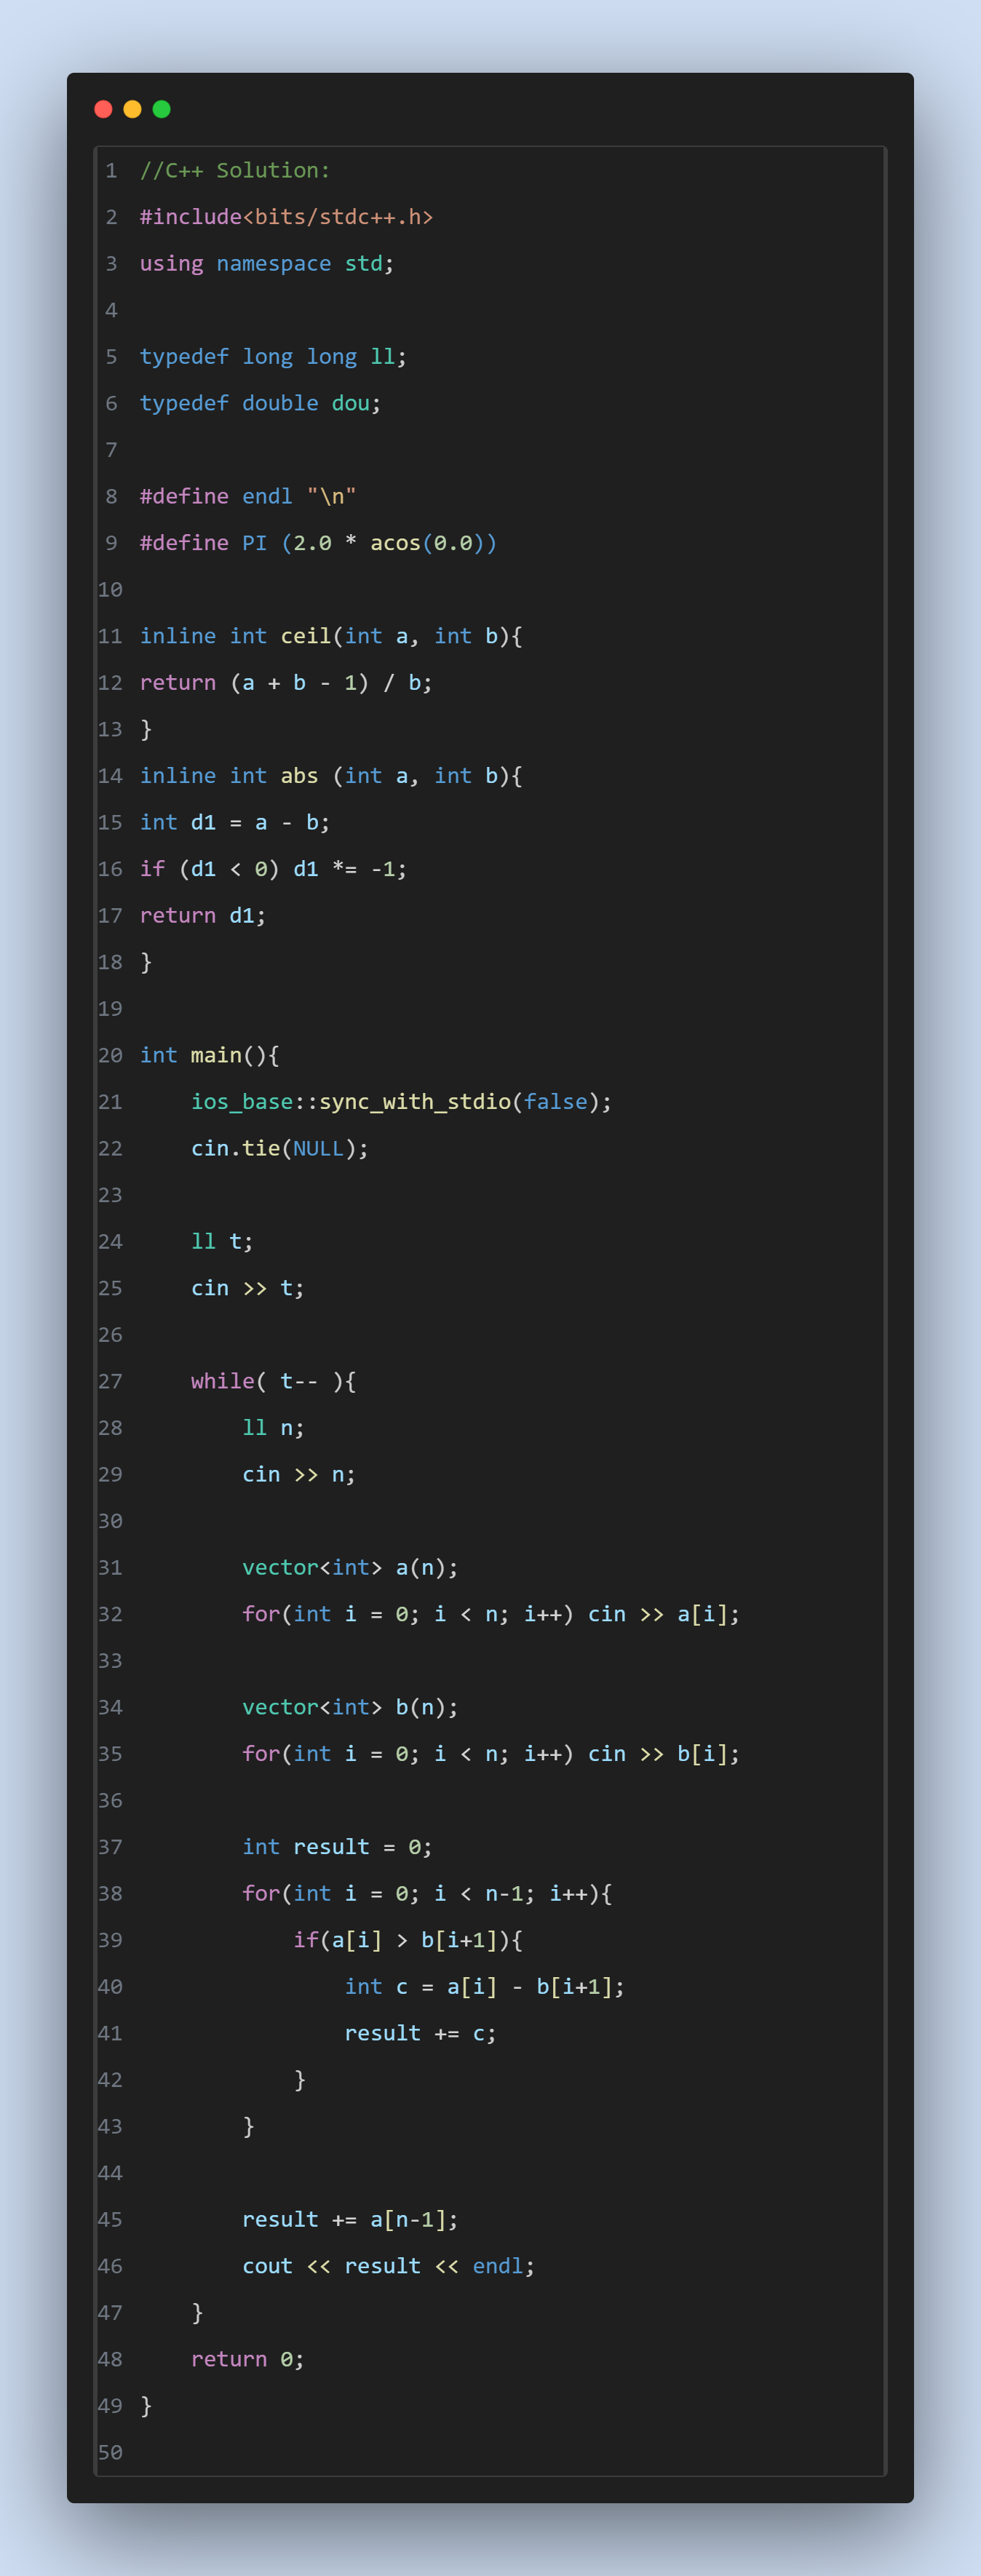 1 //C++ Solution:
2 #include<bits/stdc++.h>
3 using namespace std;
4
5 typedef long long ll;
6 typedef double dou;
7
8 #define endl "\n"
9 #define PI (2.0 * acos(0.0))
10
11 inline int ceil(int a, int b){
12 return (a + b - 1) / b;
13 }
14 inline int abs (int a, int b){
15 int d1 = a - b;
16 if (d1 < 0) d1 *= -1;
17 return d1;
18 }
19
20 int main(){
21     ios_base::sync_with_stdio(false);
22     cin.tie(NULL);
23
24     ll t;
25     cin >> t;
26
27     while( t-- ){
28         ll n;
29         cin >> n;
30
31         vector<int> a(n);
32         for(int i = 0; i < n; i++) cin >> a[i];
33
34         vector<int> b(n);
35         for(int i = 0; i < n; i++) cin >> b[i];
36
37         int result = 0;
38         for(int i = 0; i < n-1; i++){
39             if(a[i] > b[i+1]){
40                 int c = a[i] - b[i+1];
41                 result += c;
42             }
43         }
44
45         result += a[n-1];
46         cout << result << endl;
47     }
48     return 0;
49 }
50